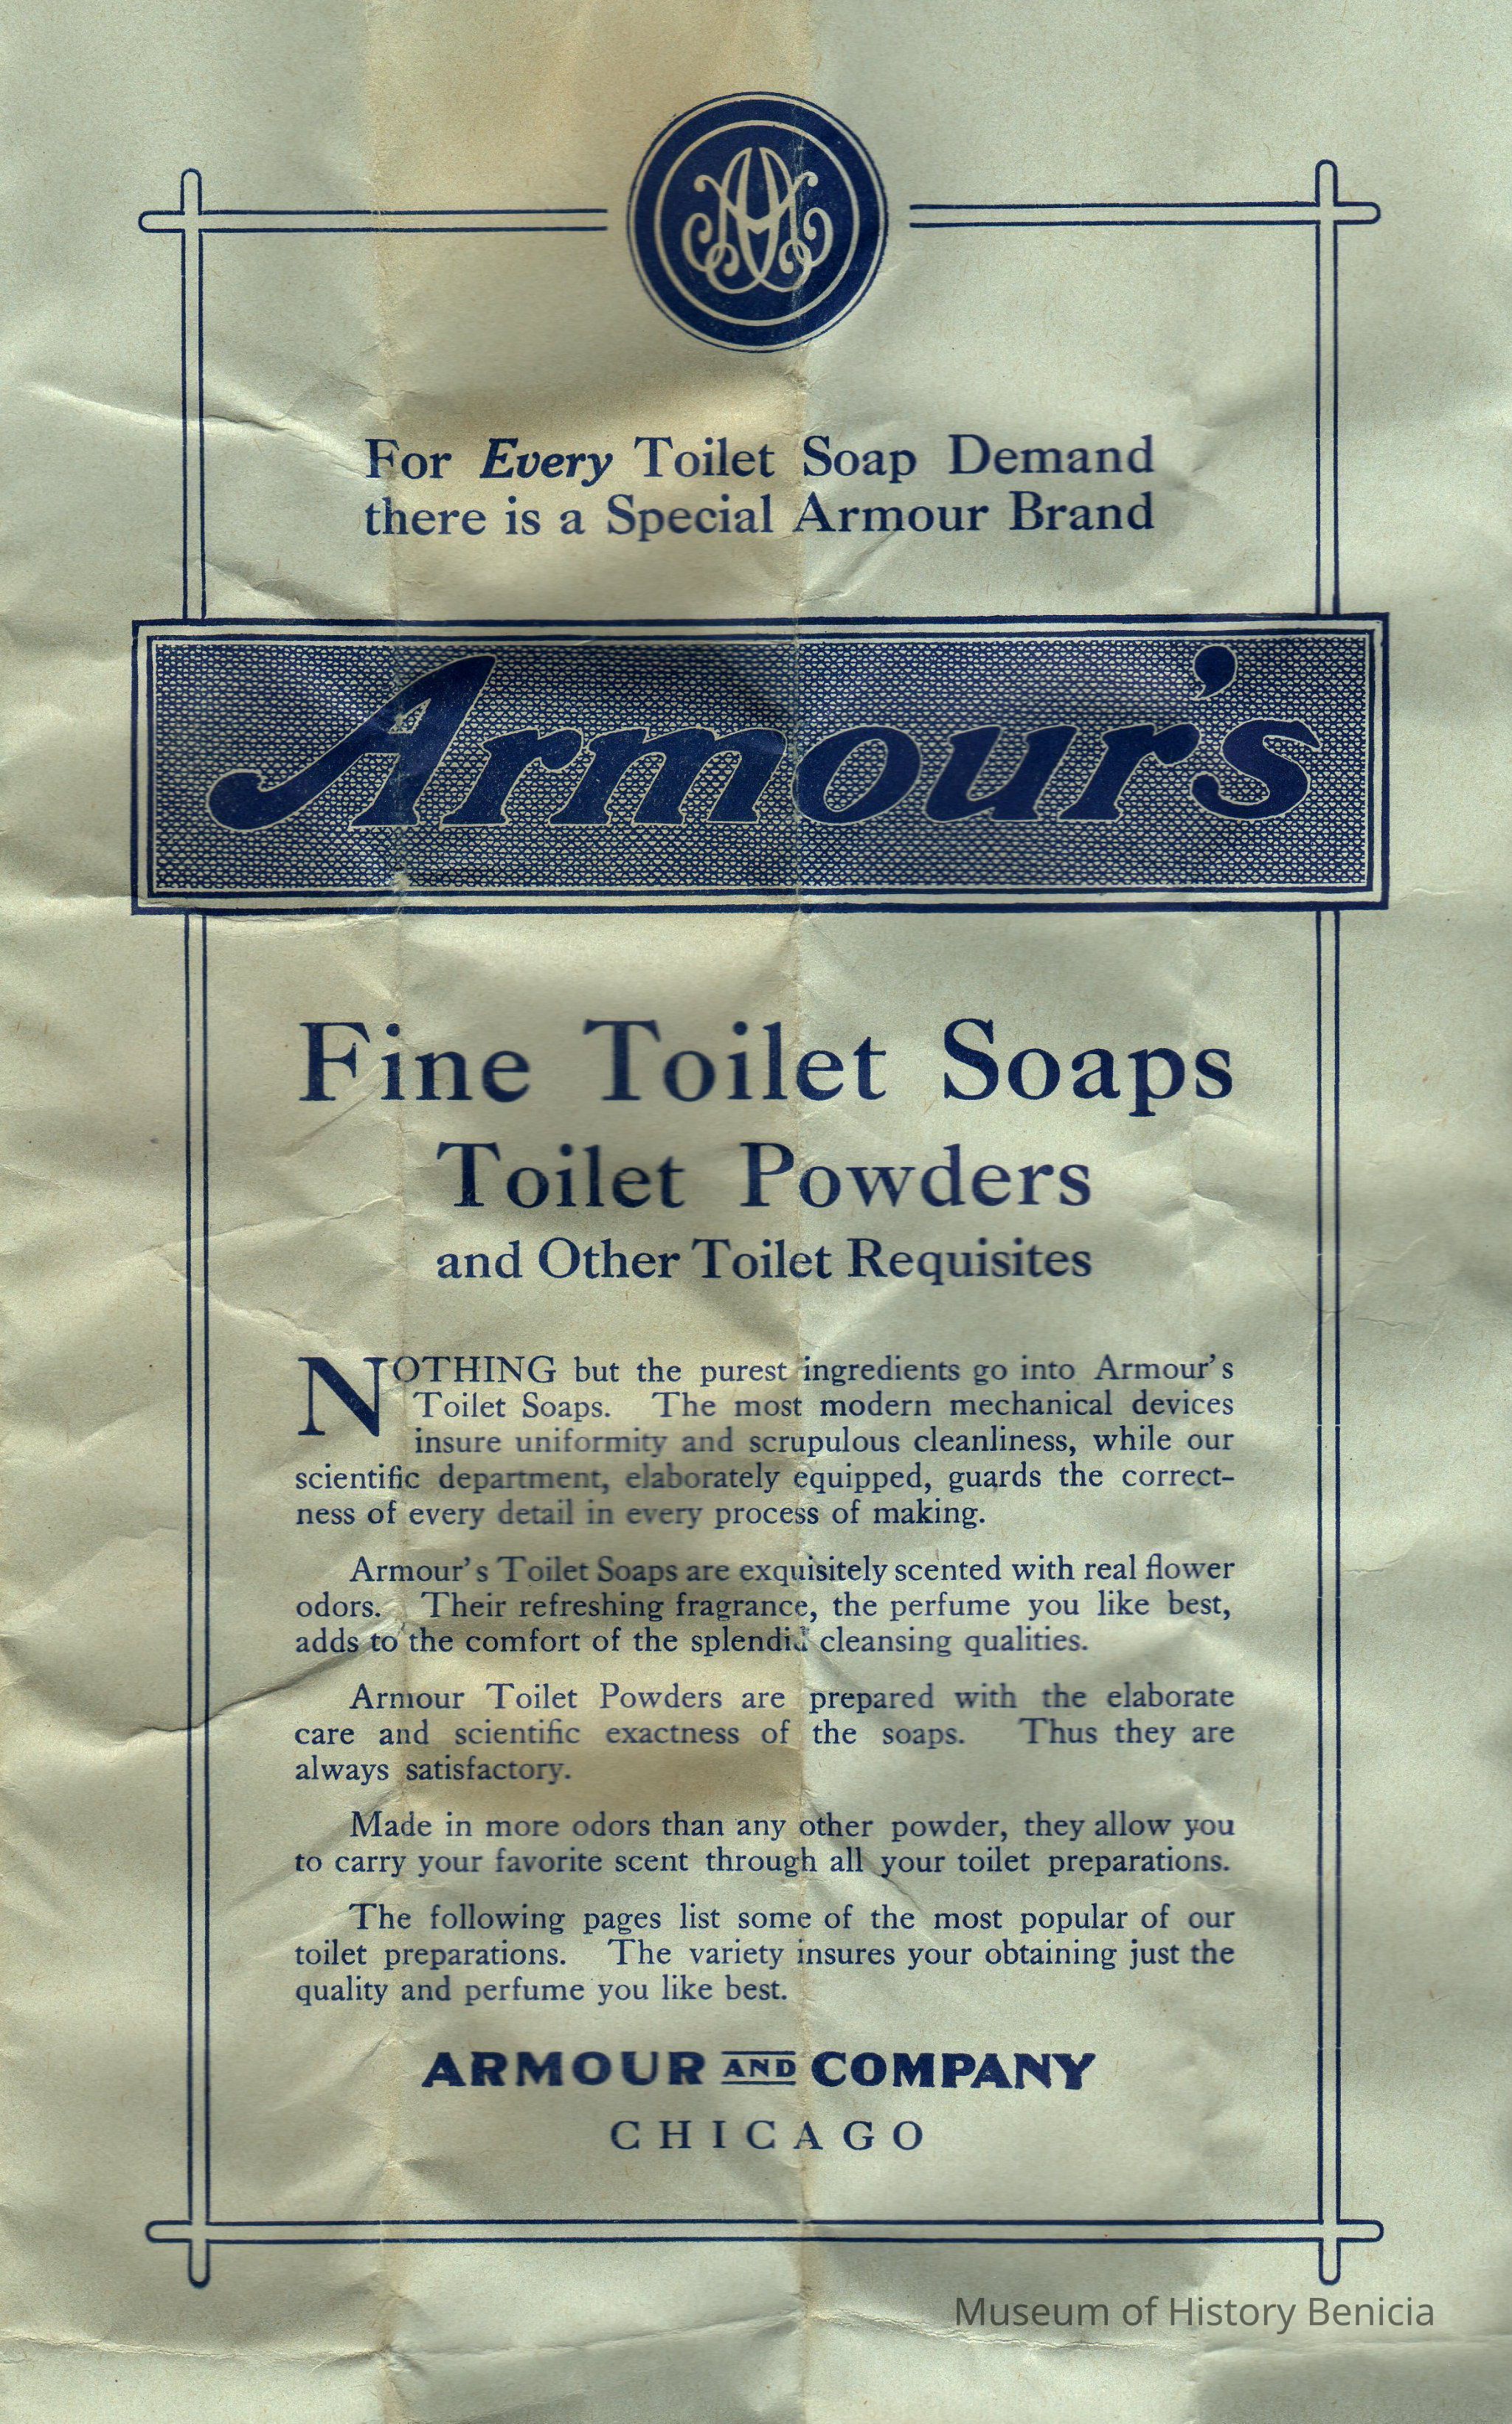 For Every Toilet Soap Demand
there is a Special Armour Brand
Armour's
Fine Toilet Soaps
Toilet Powders
and Other Toilet Requisites
NOTHING but the purest ingredients go into Armour's
Toilet Soaps. The most modern mechanical devices
insure uniformity and scrupulous cleanliness, while our
scientific department, elaborately equipped, guards the correct-
ness of every detail in every process of making.
Armour's Toilet Soaps are exquisitely scented with real flower
odors. Their refreshing fragrance, the perfume you like best,
adds to the comfort of the splendid cleansing qualities.
Armour Toilet Powders are prepared with the elaborate
care and scientific exactness of the soaps. Thus they are
always satisfactory.
Made in more odors than any other powder, they allow you
to carry your favorite scent through all your toilet preparations.
The following pages list some of the most popular of our
toilet preparations. The variety insures your obtaining just the
quality and perfume you like best.
ARMOUR AND COMPANY
CHICAGO
Museum of History Benicia